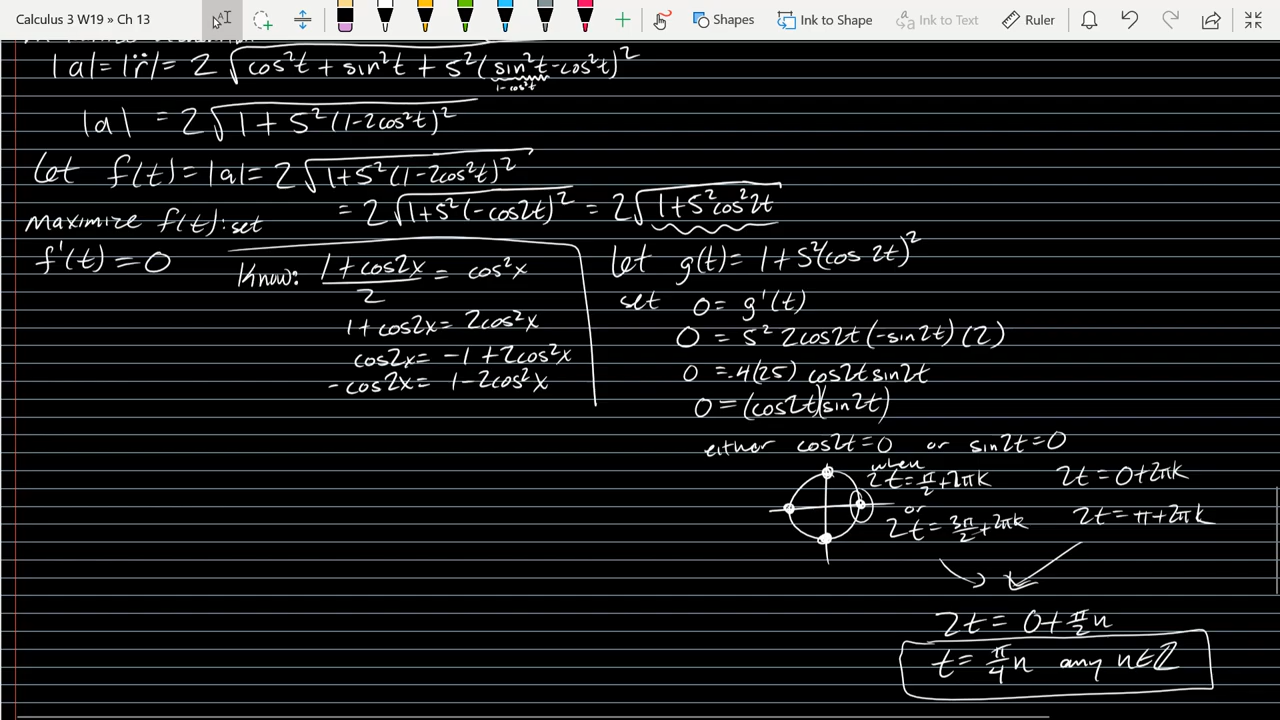 Calculus 3 W19 » Ch 13
Shapes
Ink to Shape
Ink to Text
Ruler
|a| = |r̈| = 2 √(cos²t + sin²t + 5²(sin²t - cos²t)²)
1 - cos²t
|a| = 2 √(1 + 5²(1-2cos²t)²)
Let f(t) = |a| = 2 √(1+5²(1-2cos²t)²)
= 2 √(1+5²(-cos2t)²) = 2 √(1+5²cos²2t)
maximize f(t): set
f'(t) = 0
Know: (1+cos2x)/2 = cos²x
1+cos2x = 2cos²x
cos2x = -1 + 2cos²x
-cos2x = 1-2cos²x
Let g(t) = 1 + 5²(cos 2t)²
set 0 = g'(t)
0 = 5² 2cos2t (-sin2t) (2)
0 = -4(25) cos2t sin2t
0 = (cos2t)(sin2t)
either cos2t = 0 or sin2t = 0
when
2t = π/2 + 2πk
or
2t = 3π/2 + 2πk
2t = 0 + 2πk
2t = π + 2πk
2t = 0 + π/2 n
t = π/4 n any n ∈ ℤ